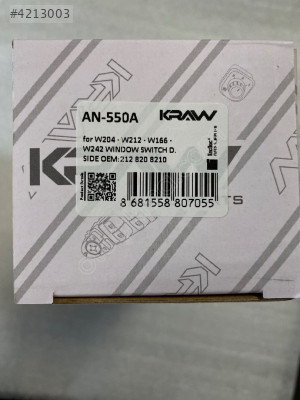 #4213003
AN-550A
KRAW
for W204 - W212 - W166 -
W242 WINDOW SWITCH D.
SIDE OEM: 212 820 8210
8 681558 807055